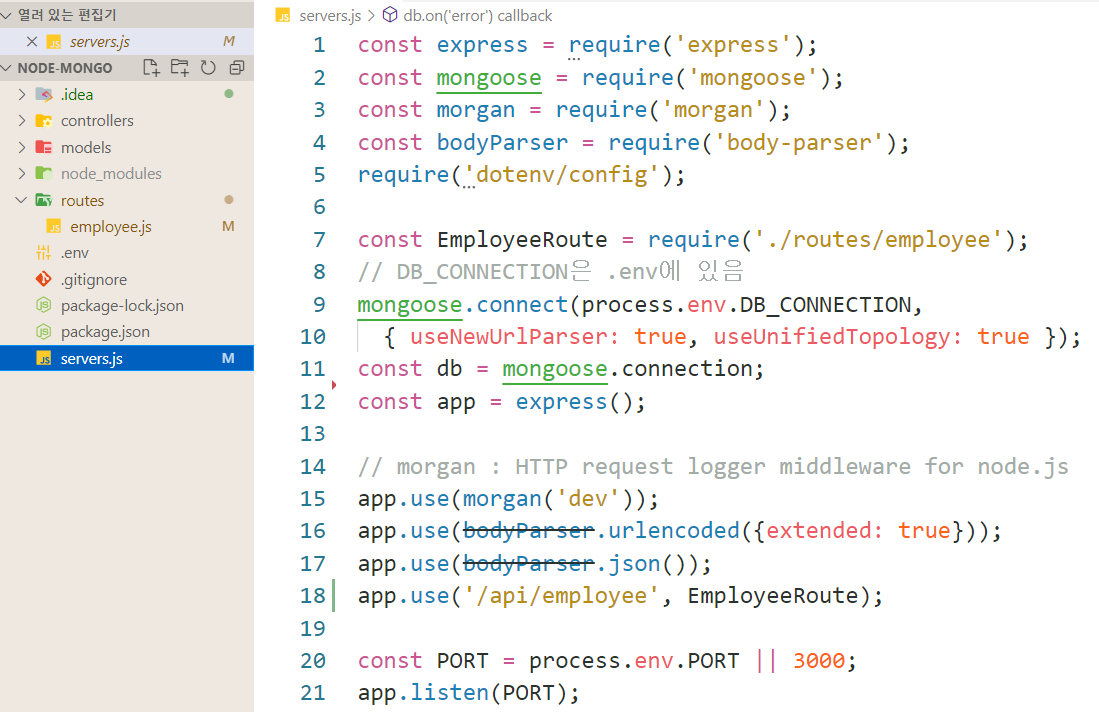 열려 있는 편집기
servers.js M
NODE-MONGO
.idea
controllers
models
node_modules
routes
employee.js M
.env
.gitignore
package-lock.json
package.json
servers.js M
servers.js > db.on('error') callback
1 const express = require('express');
2 const mongoose = require('mongoose');
3 const morgan = require('morgan');
4 const bodyParser = require('body-parser');
5 require('dotenv/config');
6
7 const EmployeeRoute = require('./routes/employee');
8 // DB_CONNECTION은 .env에 있음
9 mongoose.connect(process.env.DB_CONNECTION,
10 { useNewUrlParser: true, useUnifiedTopology: true });
11 const db = mongoose.connection;
12 const app = express();
13
14 // morgan : HTTP request logger middleware for node.js
15 app.use(morgan('dev'));
16 app.use(bodyParser.urlencoded({extended: true}));
17 app.use(bodyParser.json());
18 app.use('/api/employee', EmployeeRoute);
19
20 const PORT = process.env.PORT || 3000;
21 app.listen(PORT);